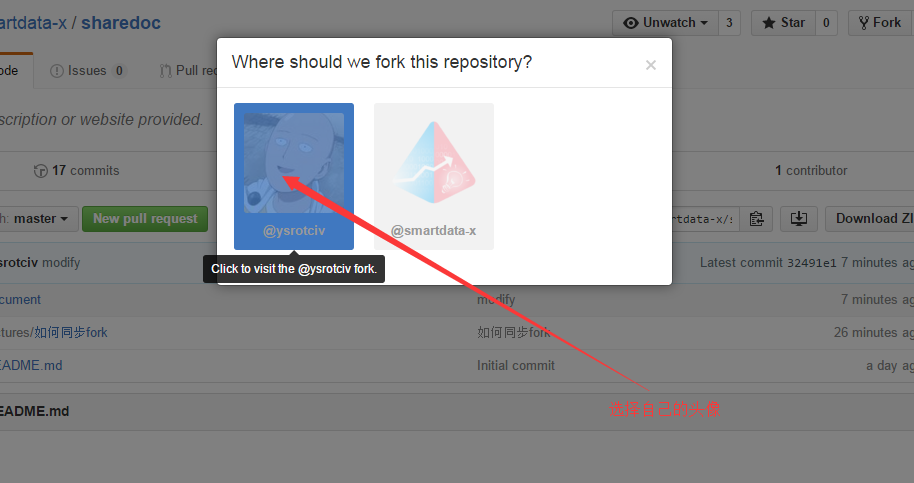 artdata-x / sharedoc
Unwatch 3 Star 0 Fork
ode Issues 0 Pull req
Where should we fork this repository?
scription or website provided.
17 commits
1 contributor
@ysrotciv @smartdata-x
h: master New pull request
rtdata-x/s Download ZI
Click to visit the @ysrotciv fork.
srotciv modify Latest commit 32491e1 7 minutes ag
cument modify 7 minutes ag
tures/如何同步fork 如何同步fork 26 minutes ag
EADME.md Initial commit a day ag
选择自己的头像
EADME.md